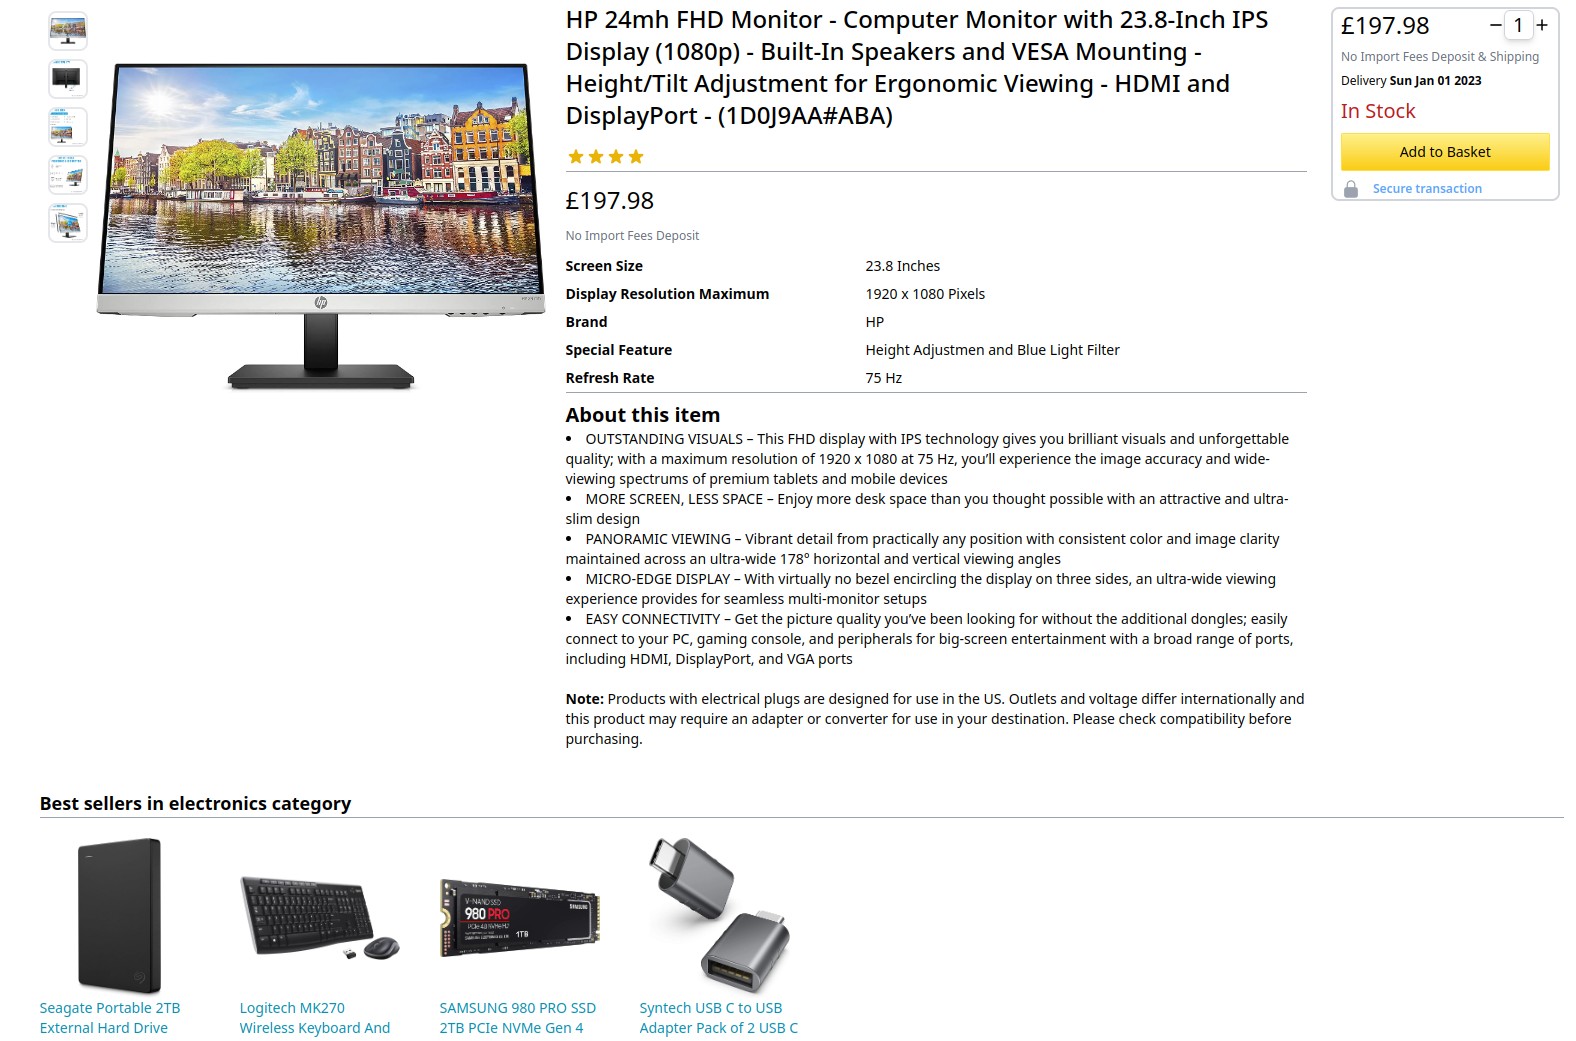 HP 24mh FHD Monitor - Computer Monitor with 23.8-Inch IPS
Display (1080p) - Built-In Speakers and VESA Mounting -
Height/Tilt Adjustment for Ergonomic Viewing - HDMI and
DisplayPort - (1D0J9AA#ABA)
£197.98
No Import Fees Deposit
Screen Size 23.8 Inches
Display Resolution Maximum 1920 x 1080 Pixels
Brand HP
Special Feature Height Adjustmen and Blue Light Filter
Refresh Rate 75 Hz
About this item
• OUTSTANDING VISUALS – This FHD display with IPS technology gives you brilliant visuals and unforgettable
quality; with a maximum resolution of 1920 x 1080 at 75 Hz, you’ll experience the image accuracy and wide-
viewing spectrums of premium tablets and mobile devices
• MORE SCREEN, LESS SPACE – Enjoy more desk space than you thought possible with an attractive and ultra-
slim design
• PANORAMIC VIEWING – Vibrant detail from practically any position with consistent color and image clarity
maintained across an ultra-wide 178° horizontal and vertical viewing angles
• MICRO-EDGE DISPLAY – With virtually no bezel encircling the display on three sides, an ultra-wide viewing
experience provides for seamless multi-monitor setups
• EASY CONNECTIVITY – Get the picture quality you’ve been looking for without the additional dongles; easily
connect to your PC, gaming console, and peripherals for big-screen entertainment with a broad range of ports,
including HDMI, DisplayPort, and VGA ports
Note: Products with electrical plugs are designed for use in the US. Outlets and voltage differ internationally and
this product may require an adapter or converter for use in your destination. Please check compatibility before
purchasing.
£197.98 − 1 +
No Import Fees Deposit & Shipping
Delivery Sun Jan 01 2023
In Stock
Add to Basket
Secure transaction
hp
Best sellers in electronics category
V-NAND SSD
980 PRO
PCIe 4.0 NVMe M.2
SAMSUNG
1TB
Seagate Portable 2TB
External Hard Drive
Logitech MK270
Wireless Keyboard And
SAMSUNG 980 PRO SSD
2TB PCIe NVMe Gen 4
Syntech USB C to USB
Adapter Pack of 2 USB C